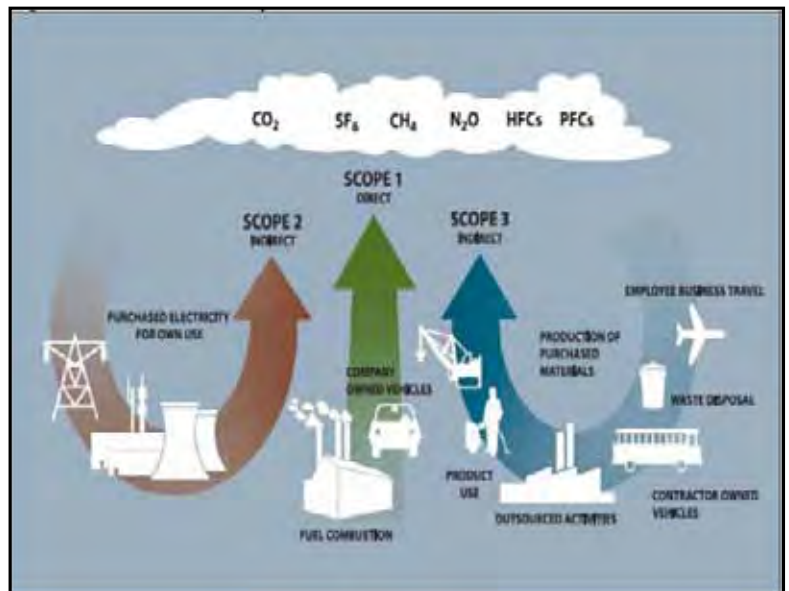 CO₂ SF₆ CH₄ N₂O HFCs PFCs
SCOPE 1
DIRECT
SCOPE 2
INDIRECT
SCOPE 3
INDIRECT
PURCHASED ELECTRICITY
FOR OWN USE
COMPANY
OWNED VEHICLES
FUEL COMBUSTION
EMPLOYEE BUSINESS TRAVEL
PRODUCTION OF
PURCHASED
MATERIALS
WASTE DISPOSAL
PRODUCT
USE
OUTSOURCED ACTIVITIES
CONTRACTOR OWNED
VEHICLES